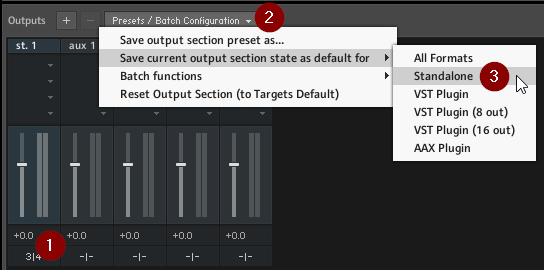 Outputs + − Presets / Batch Configuration 2
st. 1 aux 1
Save output section preset as...
Save current output section state as default for
Batch functions
Reset Output Section (to Targets Default)
All Formats
Standalone 3
VST Plugin
VST Plugin (8 out)
VST Plugin (16 out)
AAX Plugin
+0.0 +0.0 +0.0 +0.0 +0.0
1
3|4 -|- -|- -|- -|-